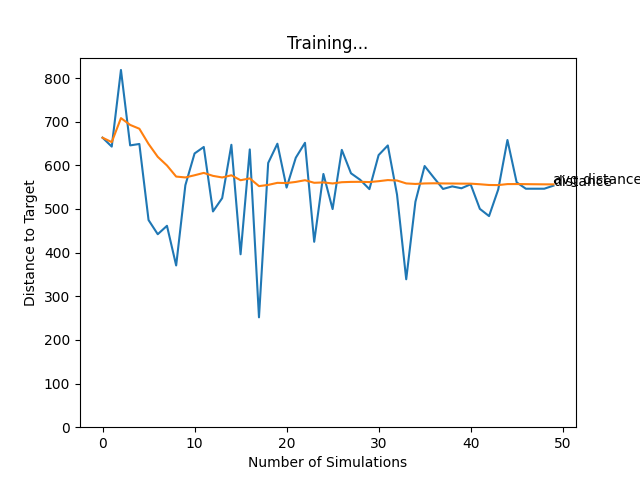 Training...
800
700
600
500
400
300
200
100
0
Distance to Target
avg distance
distance
0 10 20 30 40 50
Number of Simulations